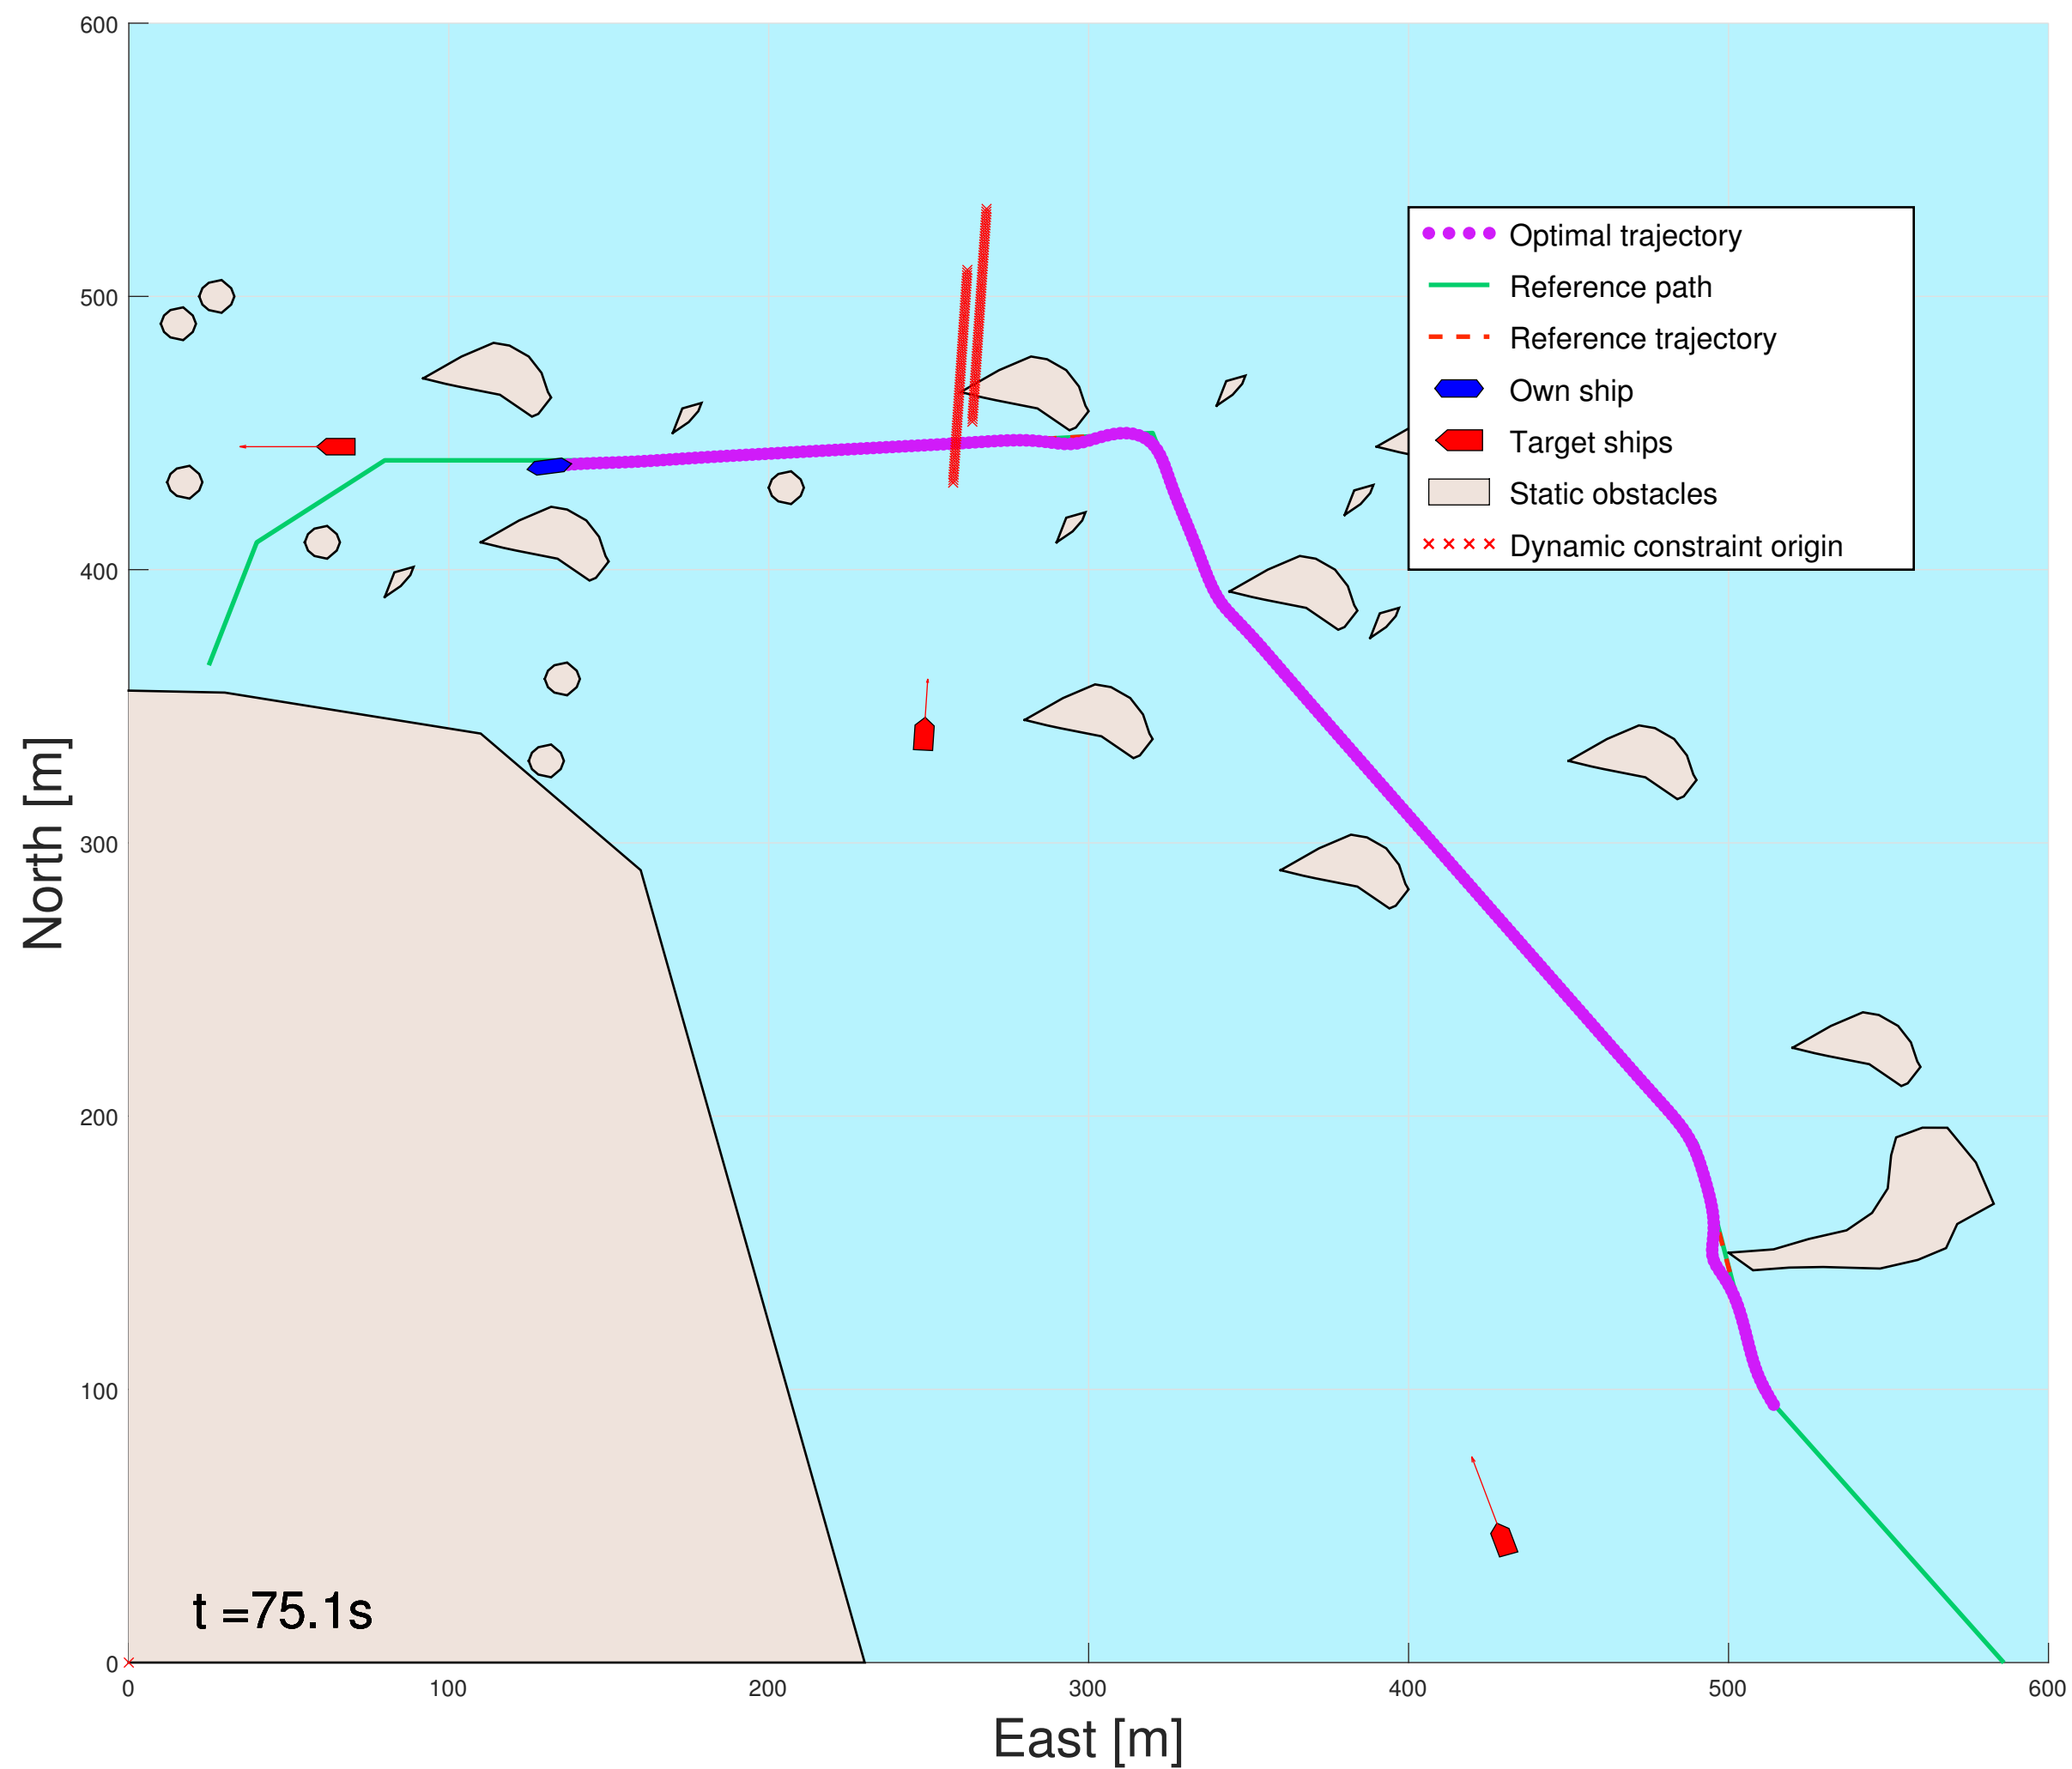 600
500
400
300
200
100
0
North [m]
Optimal trajectory
Reference path
Reference trajectory
Own ship
Target ships
Static obstacles
Dynamic constraint origin
t =75.1s
0
100
200
300
400
500
600
East [m]